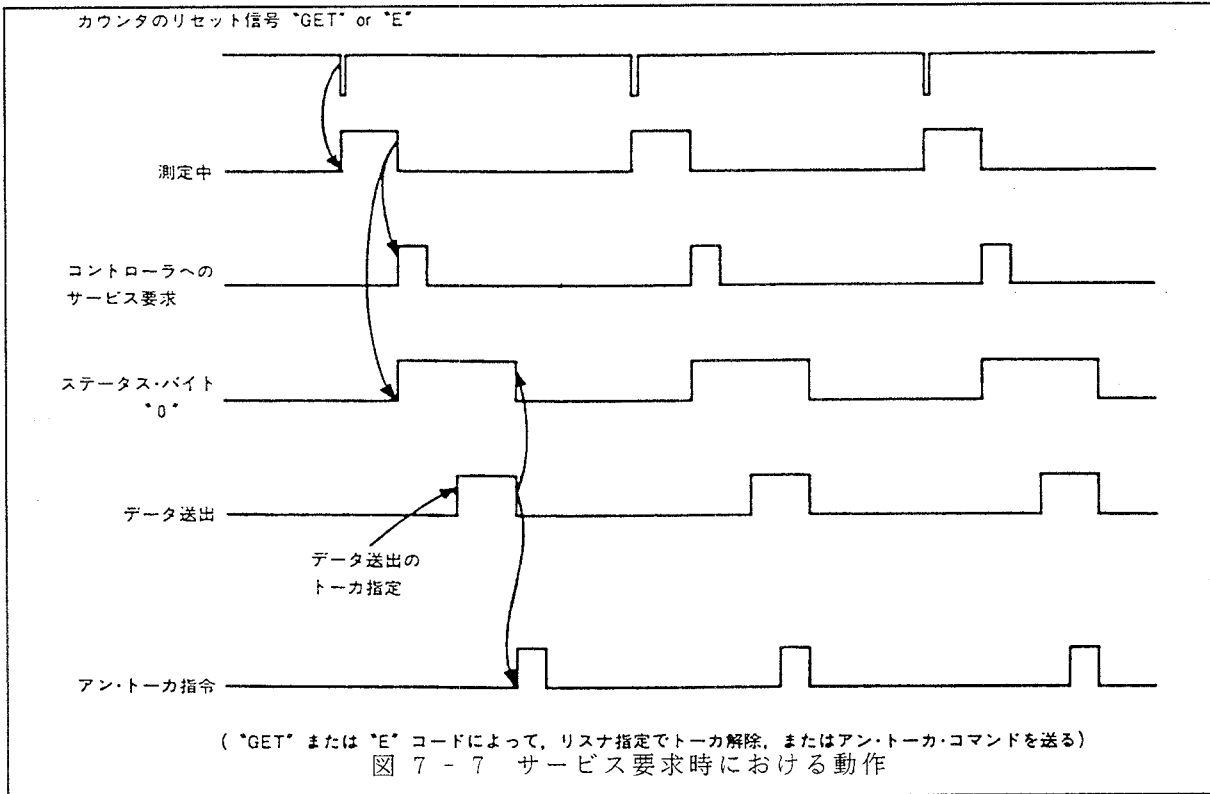 カウンタのリセット信号 "GET" or "E"
測定中
コントローラへの
サービス要求
ステータス・バイト
"0"
データ送出
データ送出の
トーカ指定
アン・トーカ指令
( "GET" または "E" コードによって, リスナ指定でトーカ解除, またはアン・トーカ・コマンドを送る)
図 7 - 7 サービス要求時における動作